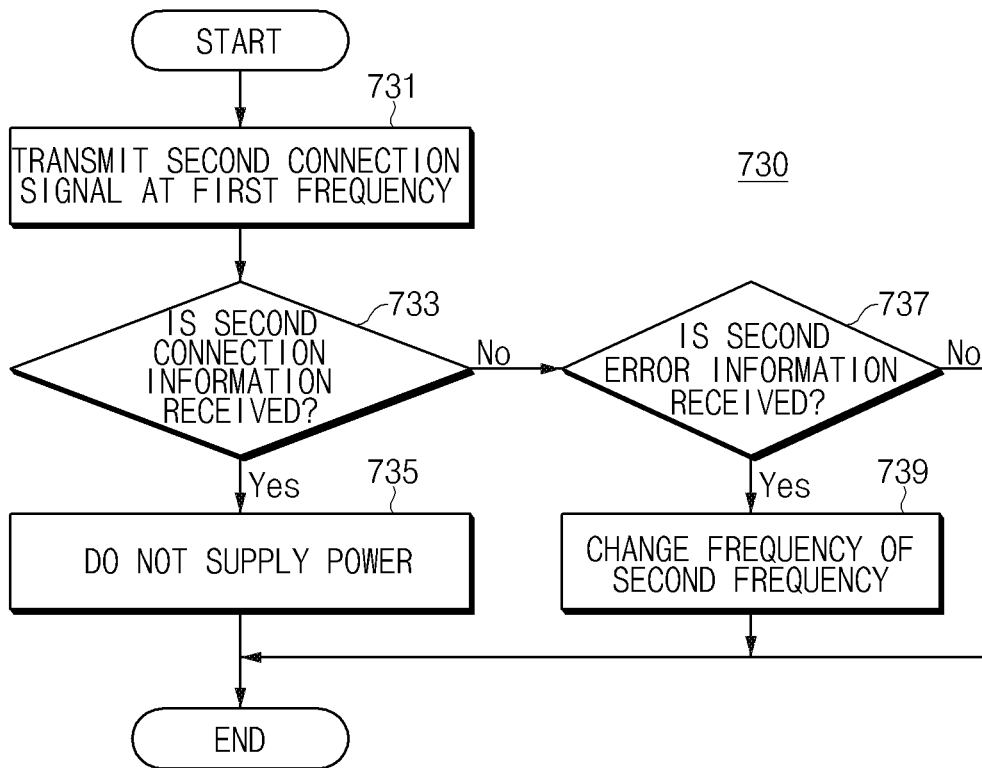 START
731
TRANSMIT SECOND CONNECTION
SIGNAL AT FIRST FREQUENCY
730
733
IS SECOND
CONNECTION
INFORMATION
RECEIVED?
No
737
IS SECOND
ERROR INFORMATION
RECEIVED?
No
735
Yes
DO NOT SUPPLY POWER
739
Yes
CHANGE FREQUENCY OF
SECOND FREQUENCY
END